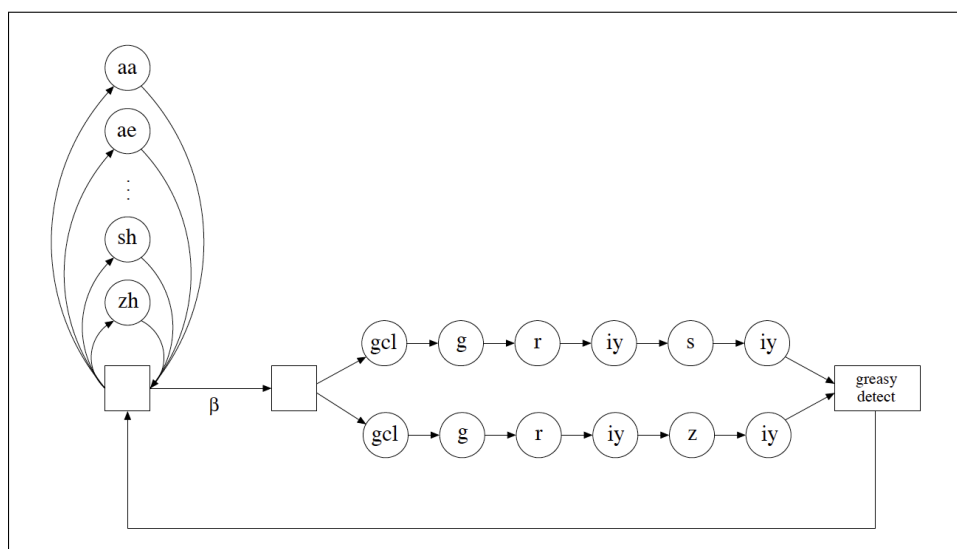 aa
ae
⋮
sh
zh
β
gcl g r iy s iy
gcl g r iy z iy
greasy
detect